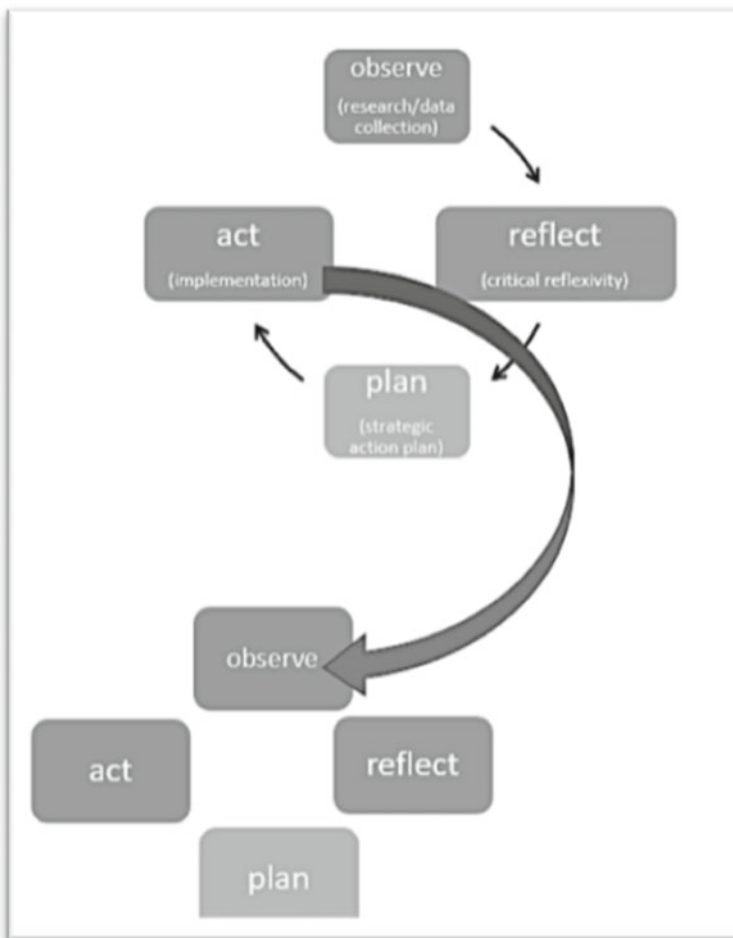 observe
(research/data
collection)
act
(implementation)
reflect
(critical reflexivity)
plan
(strategic
action plan)
observe
act
reflect
plan